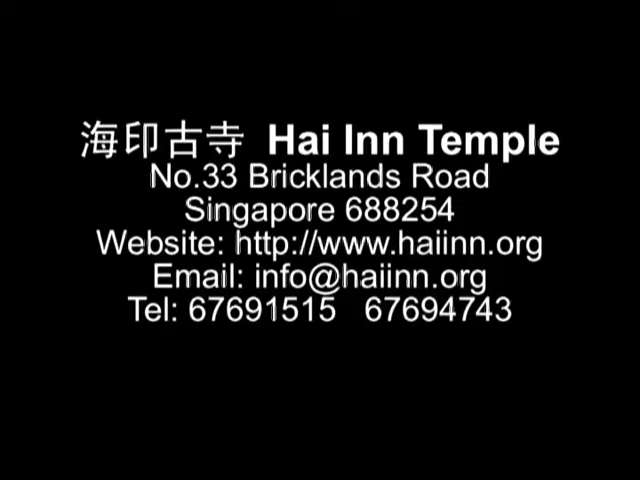 海印古寺 Hai Inn Temple
No.33 Bricklands Road
Singapore 688254
Website: http://www.haiinn.org
Email: info@haiinn.org
Tel: 67691515 67694743